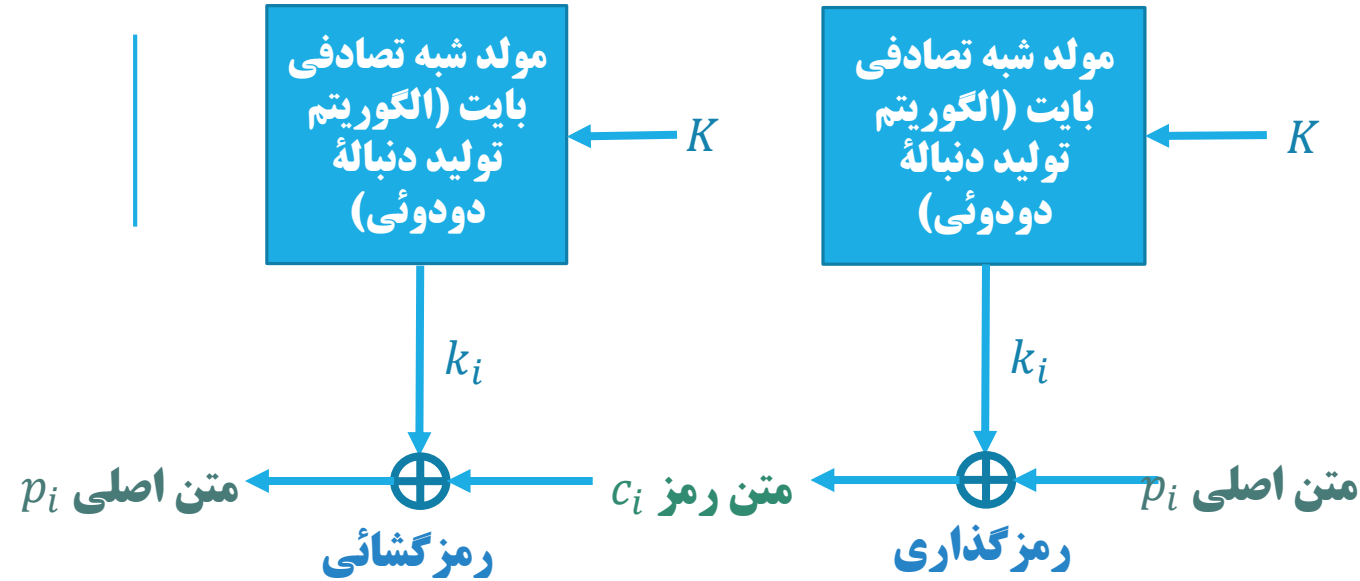 مولد شبه تصادفی
بایت (الگوریتم
تولید دنبالهٔ
دودوئی)
K
k_i
متن اصلی p_i
رمزگذاری
متن رمز c_i
مولد شبه تصادفی
بایت (الگوریتم
تولید دنبالهٔ
دودوئی)
K
k_i
رمزگشائی
متن اصلی p_i